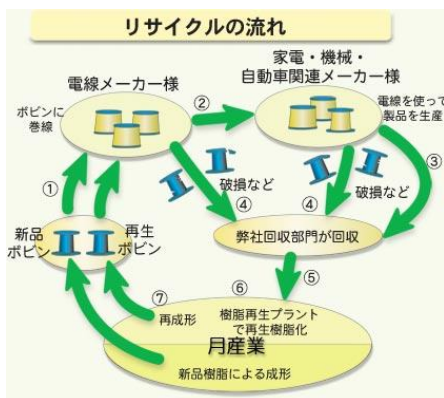 リサイクルの流れ
家電・機械・
自動車関連メーカー様
電線メーカー様
ボビンに
巻線
②
電線を使って
製品を生産
①
③
破損など
破損など
④
④
新品
ボビン
再生
ボビン
弊社回収部門が回収
⑤
⑥
⑦
再成形
樹脂再生プラント
で再生樹脂化
月産業
新品樹脂による成形